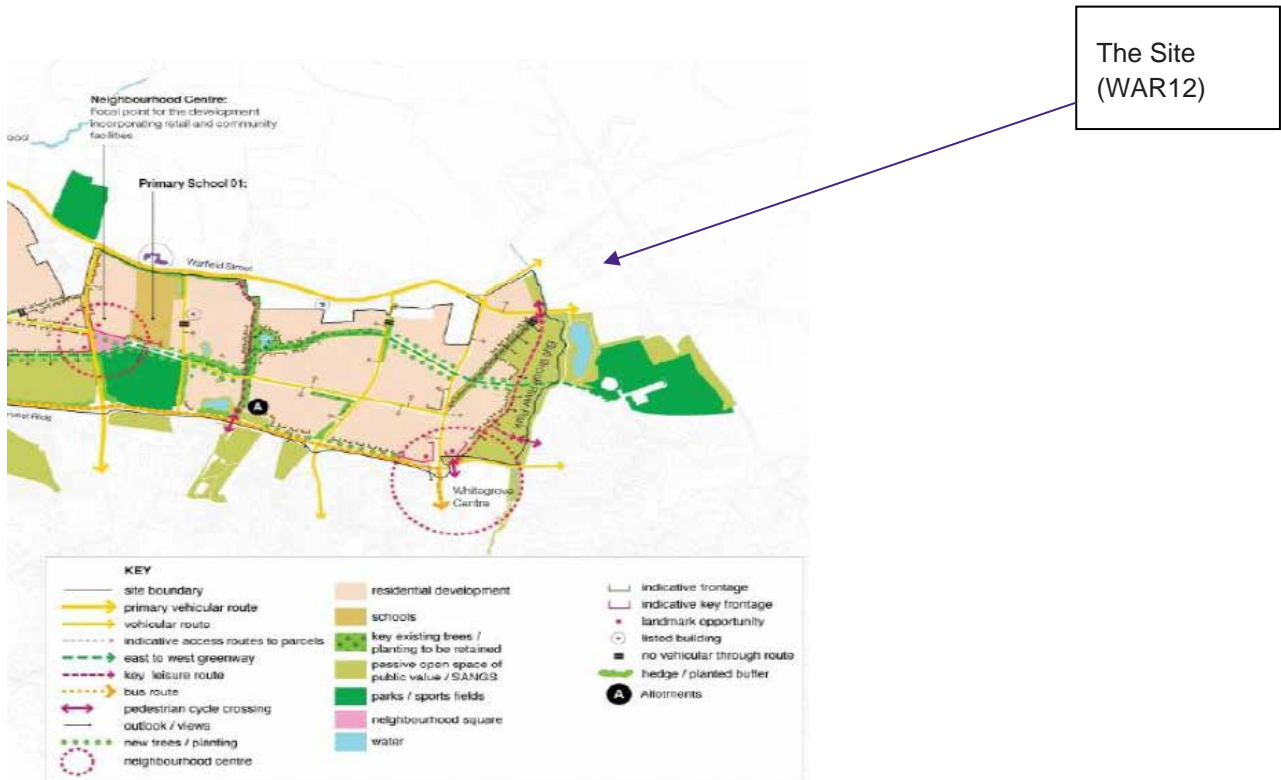 The Site
(WAR12)
Neighbourhood Centre:
Focal point for the development
incorporating retail and community
facilities.
ood
Primary School 01:
Warfield Street
A
Whitegrove
Centre
KEY
site boundary
primary vehicular route
vehicular route
indicative access routes to parcels
east to west greenway
key leisure route
bus route
pedestrian cycle crossing
outlook / views
new trees / planting
neighbourhood centre
residential development
schools
key existing trees /
planting to be retained
passive open space of
public value / SANGS
parks / sports fields
neighbourhood square
water
indicative frontage
indicative key frontage
landmark opportunity
listed building
no vehicular through route
hedge / planted buffer
A Allotments